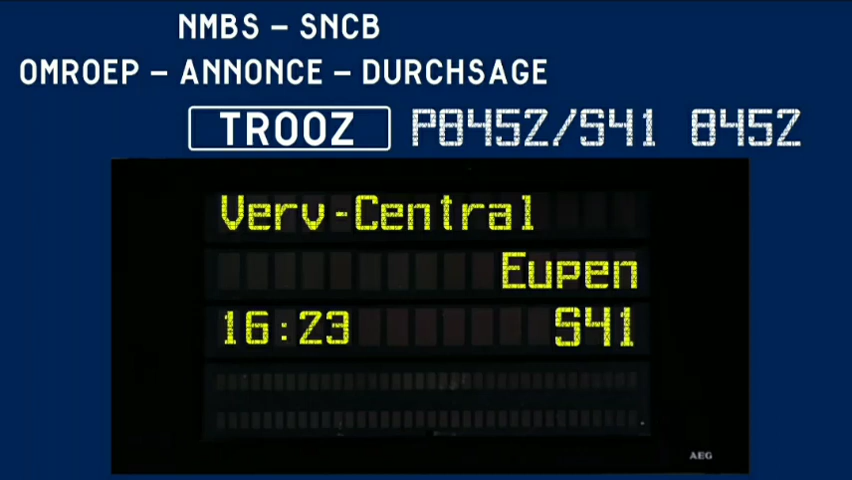 NMBS – SNCB
OMROEP – ANNONCE – DURCHSAGE
TROOZ P8452/S41 8452
Verv-Central
Eupen
16:23 S41
AEG